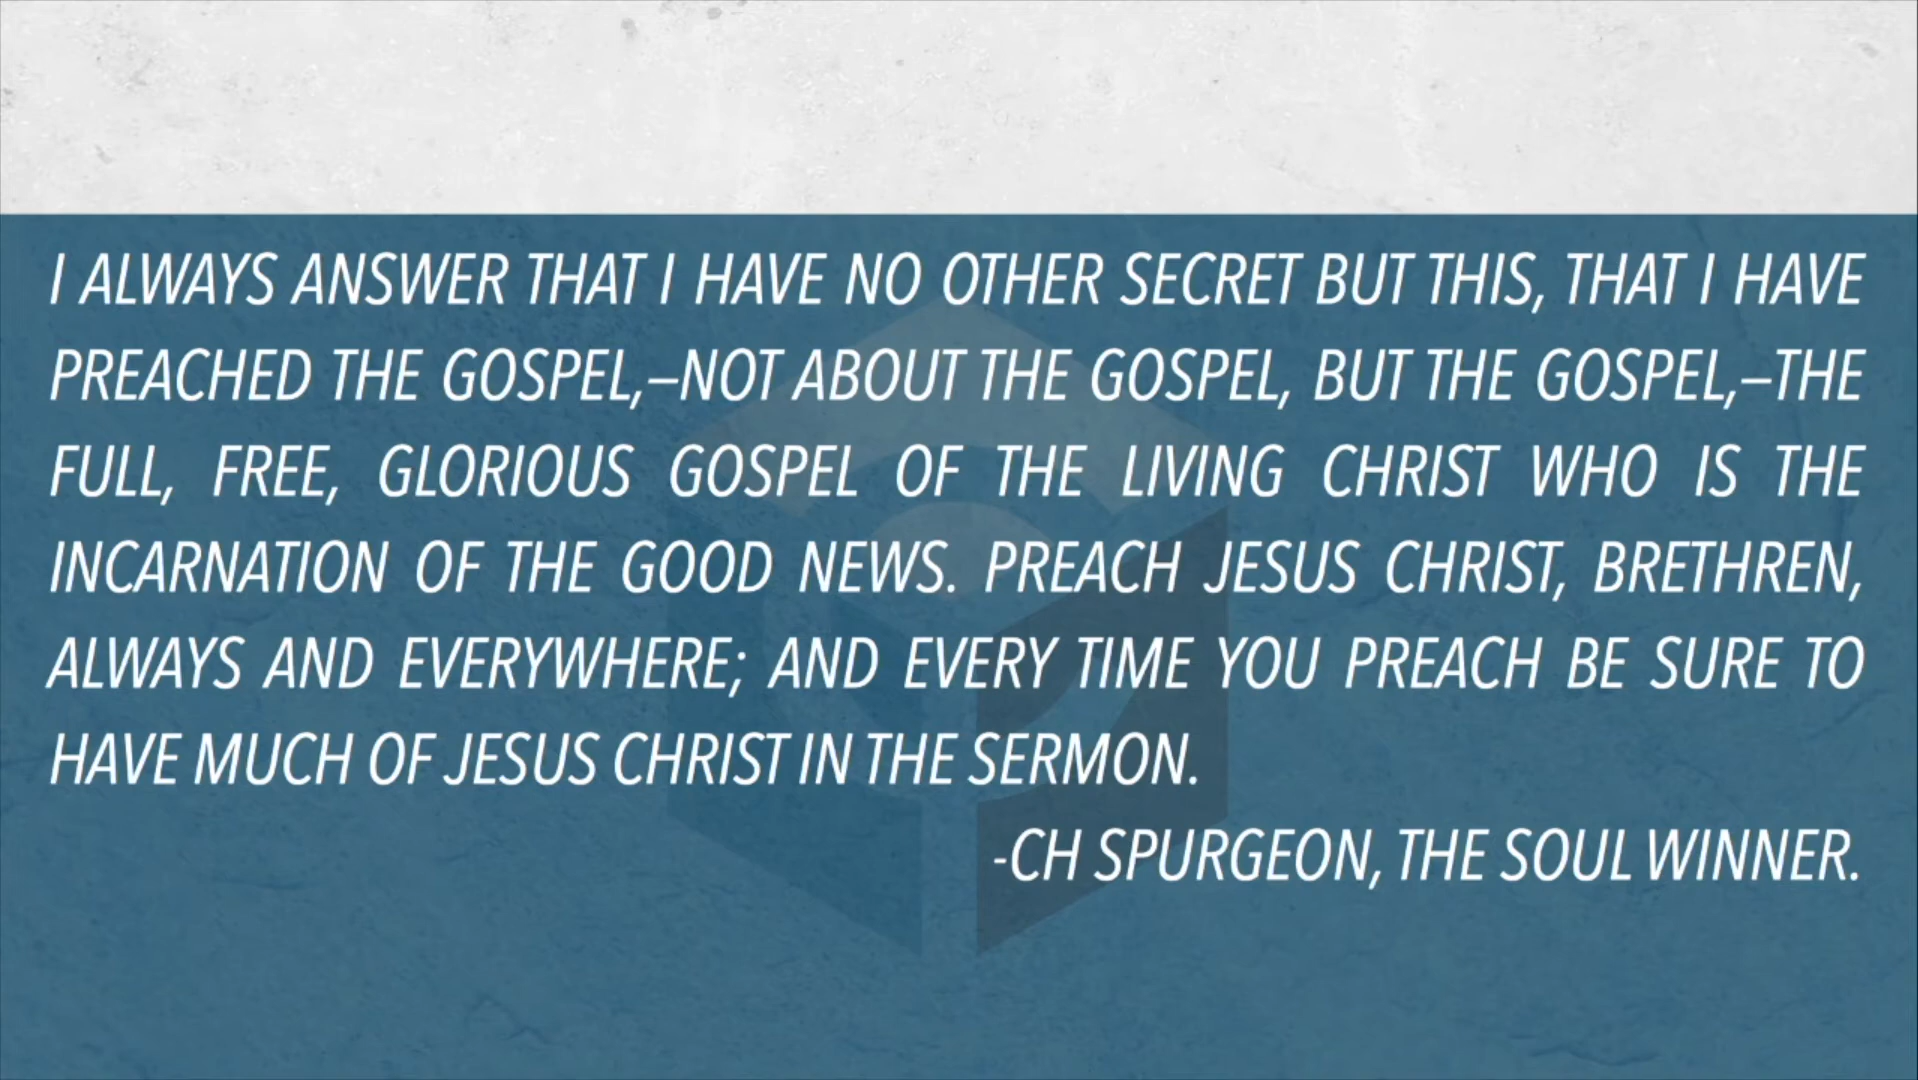 I ALWAYS ANSWER THAT I HAVE NO OTHER SECRET BUT THIS, THAT I HAVE
PREACHED THE GOSPEL,–NOT ABOUT THE GOSPEL, BUT THE GOSPEL,–THE
FULL, FREE, GLORIOUS GOSPEL OF THE LIVING CHRIST WHO IS THE
INCARNATION OF THE GOOD NEWS. PREACH JESUS CHRIST, BRETHREN,
ALWAYS AND EVERYWHERE; AND EVERY TIME YOU PREACH BE SURE TO
HAVE MUCH OF JESUS CHRIST IN THE SERMON.
-CH SPURGEON, THE SOUL WINNER.